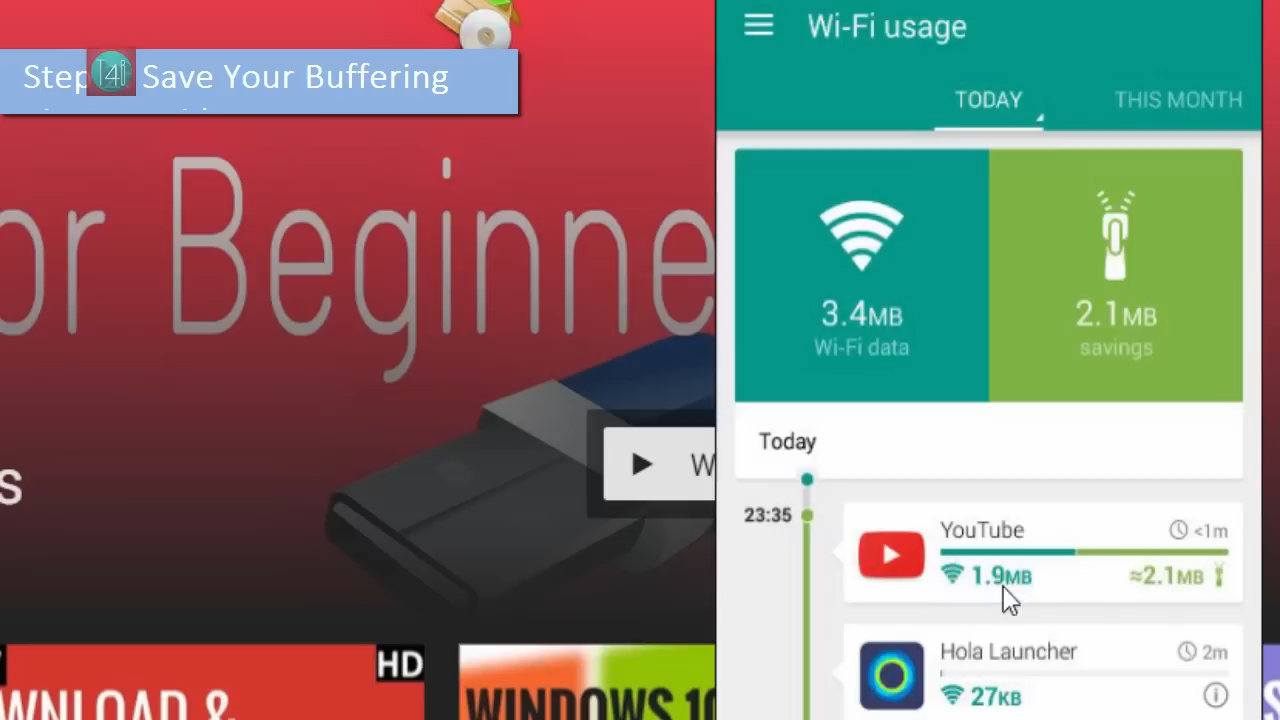 Step Save Your Buffering
or Beginne
s
W
HD
WNLOAD &
WINDOWS 10
Wi-Fi usage
TODAY
THIS MONTH
3.4MB
Wi-Fi data
2.1MB
savings
Today
23:35
YouTube
<1m
1.9MB
≈2.1MB
Hola Launcher
2m
27KB